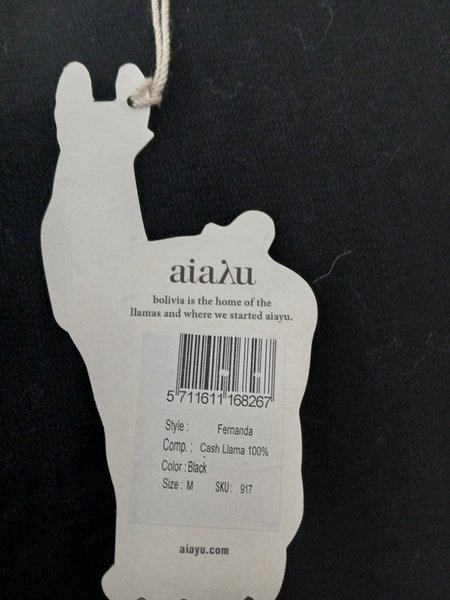 aiaλu
bolivia is the home of the
llamas and where we started aiayu.
5 711611 168267
Style : Fernanda
Comp. : Cash Llama 100%
Color : Black
Size : M SKU : 917
aiayu.com